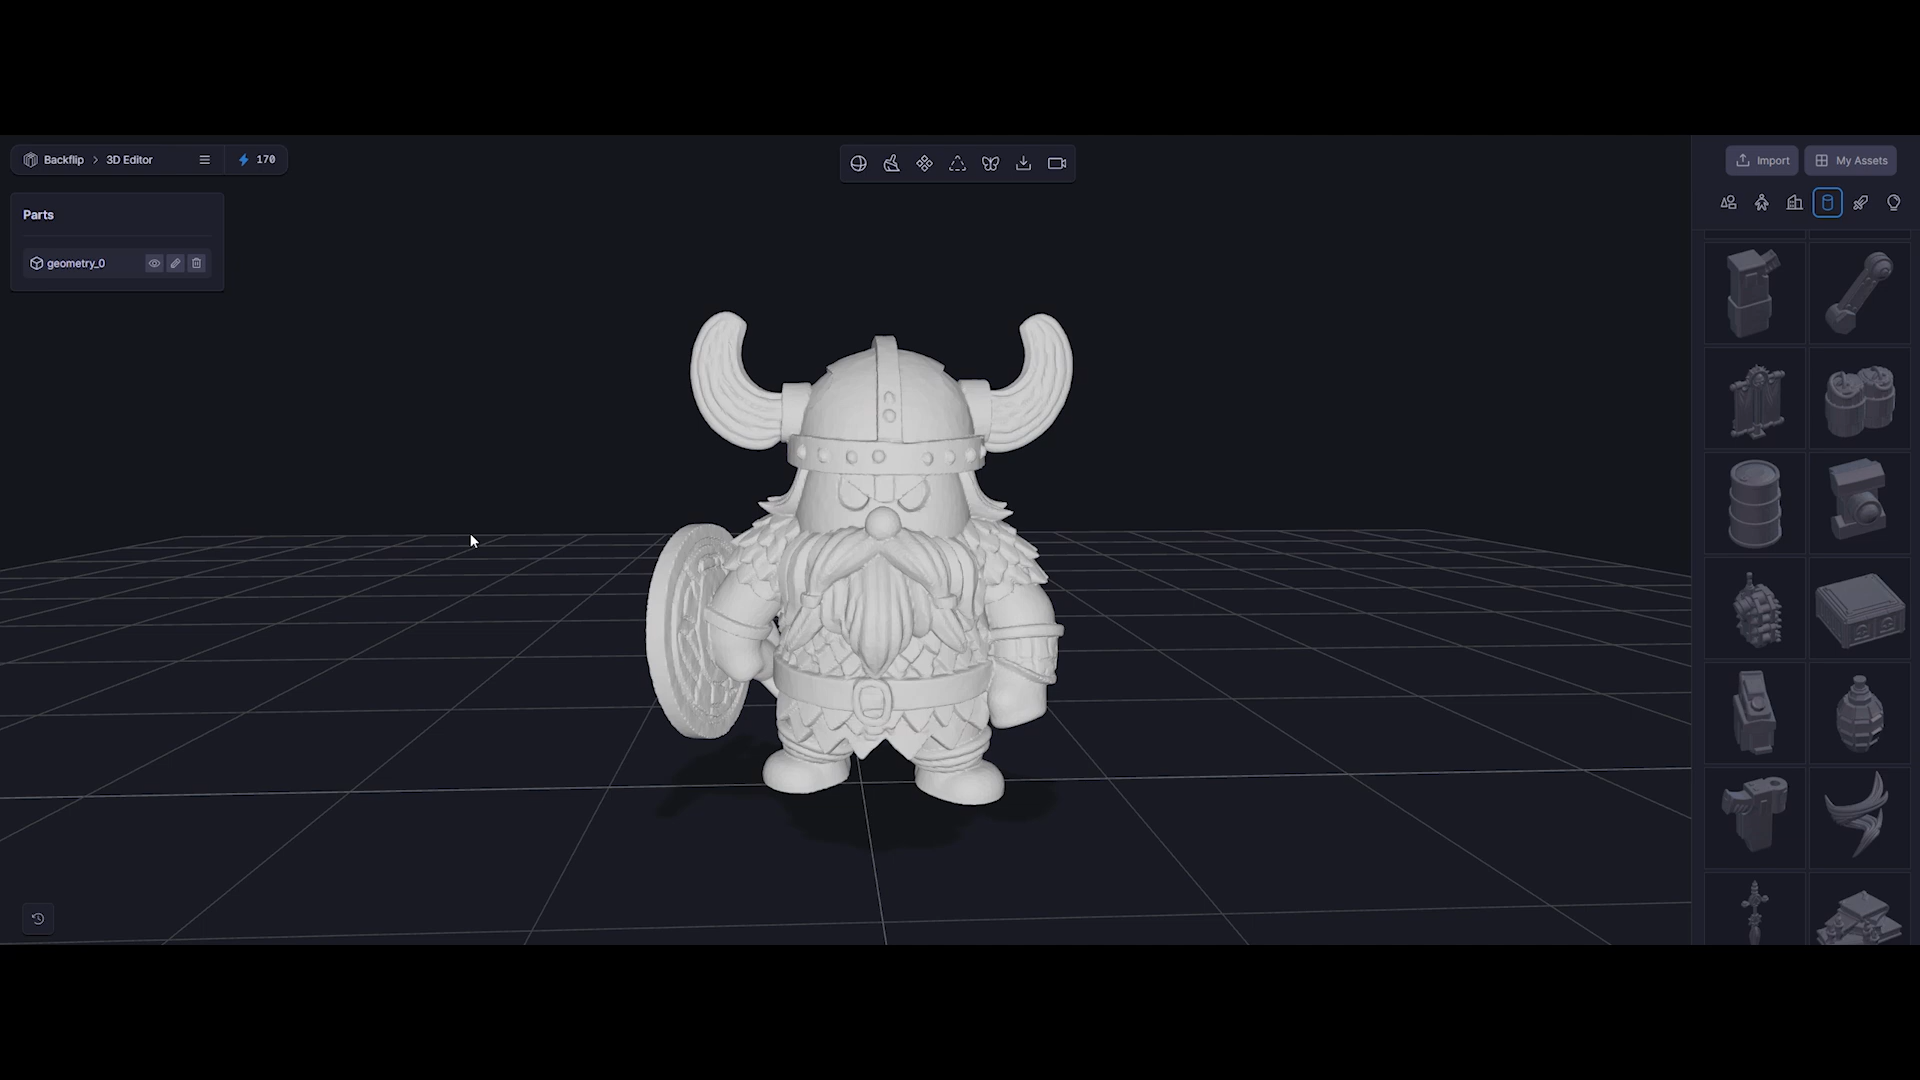 Backflip > 3D Editor
170
Import
My Assets
Parts
geometry_0